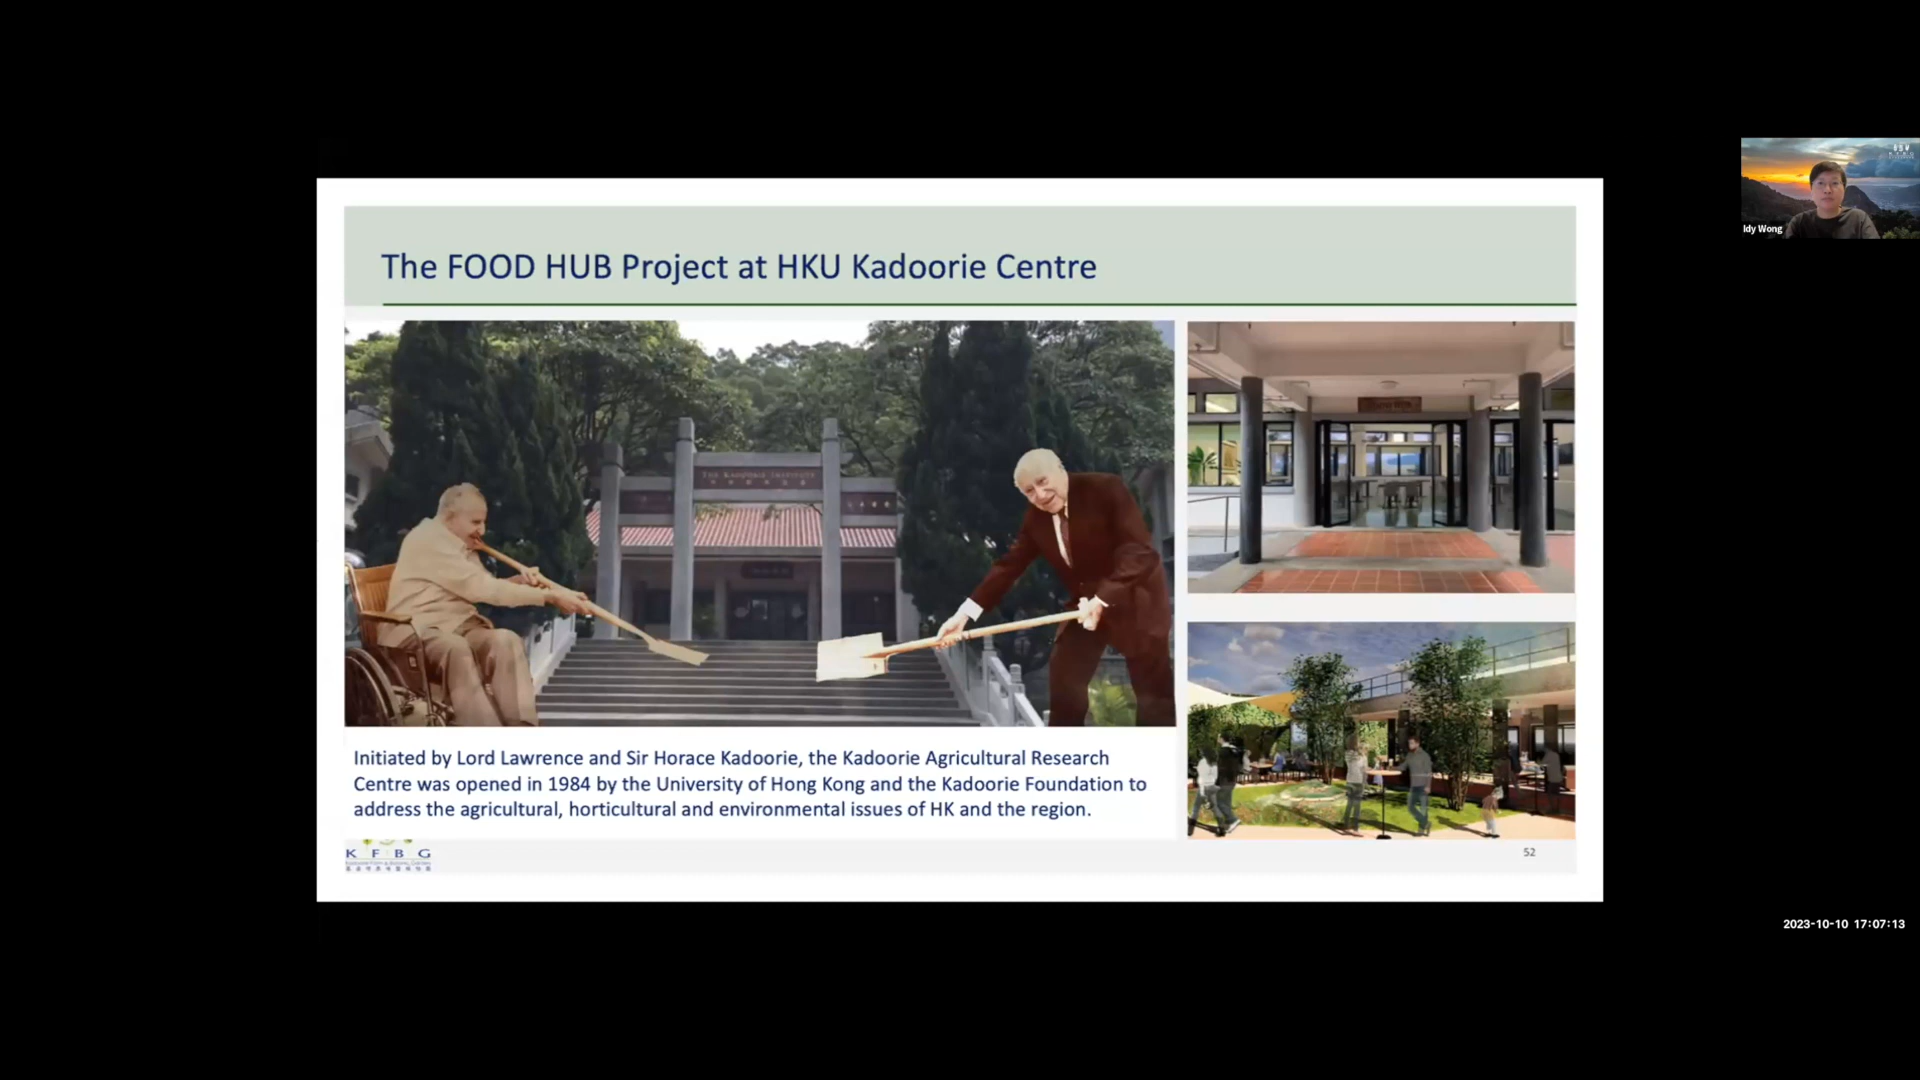 The FOOD HUB Project at HKU Kadoorie Centre
THE KADOORIE INSTITUTE
Initiated by Lord Lawrence and Sir Horace Kadoorie, the Kadoorie Agricultural Research
Centre was opened in 1984 by the University of Hong Kong and the Kadoorie Foundation to
address the agricultural, horticultural and environmental issues of HK and the region.
K F B G
52
Idy Wong
2023-10-10 17:07:13